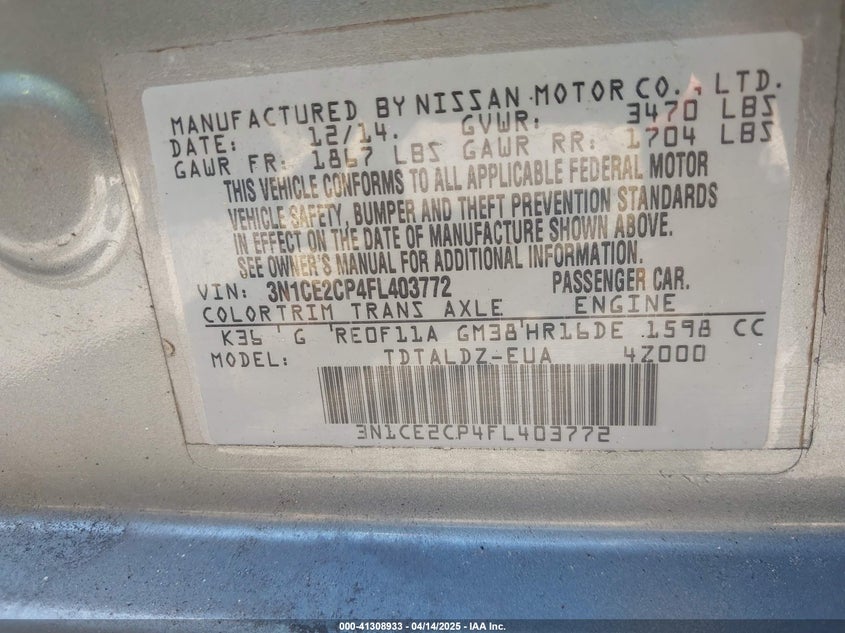 MANUFACTURED BY NISSAN MOTOR CO., LTD.
DATE: 12/14. GVWR: 3470 LBS
GAWR FR: 1867 LBS GAWR RR: 1704 LBS
THIS VEHICLE CONFORMS TO ALL APPLICABLE FEDERAL MOTOR
VEHICLE SAFETY, BUMPER AND THEFT PREVENTION STANDARDS
IN EFFECT ON THE DATE OF MANUFACTURE SHOWN ABOVE.
SEE OWNER'S MANUAL FOR ADDITIONAL INFORMATION.
VIN: 3N1CE2CP4FL403772 PASSENGER CAR.
COLORTRIM TRANS AXLE ENGINE
K36 G RE0F11A GM38 HR16DE 1598 CC
MODEL: TDTALDZ-EUA 4Z000
3N1CE2CP4FL403772
000-41308933 - 04/14/2025 - IAA Inc.